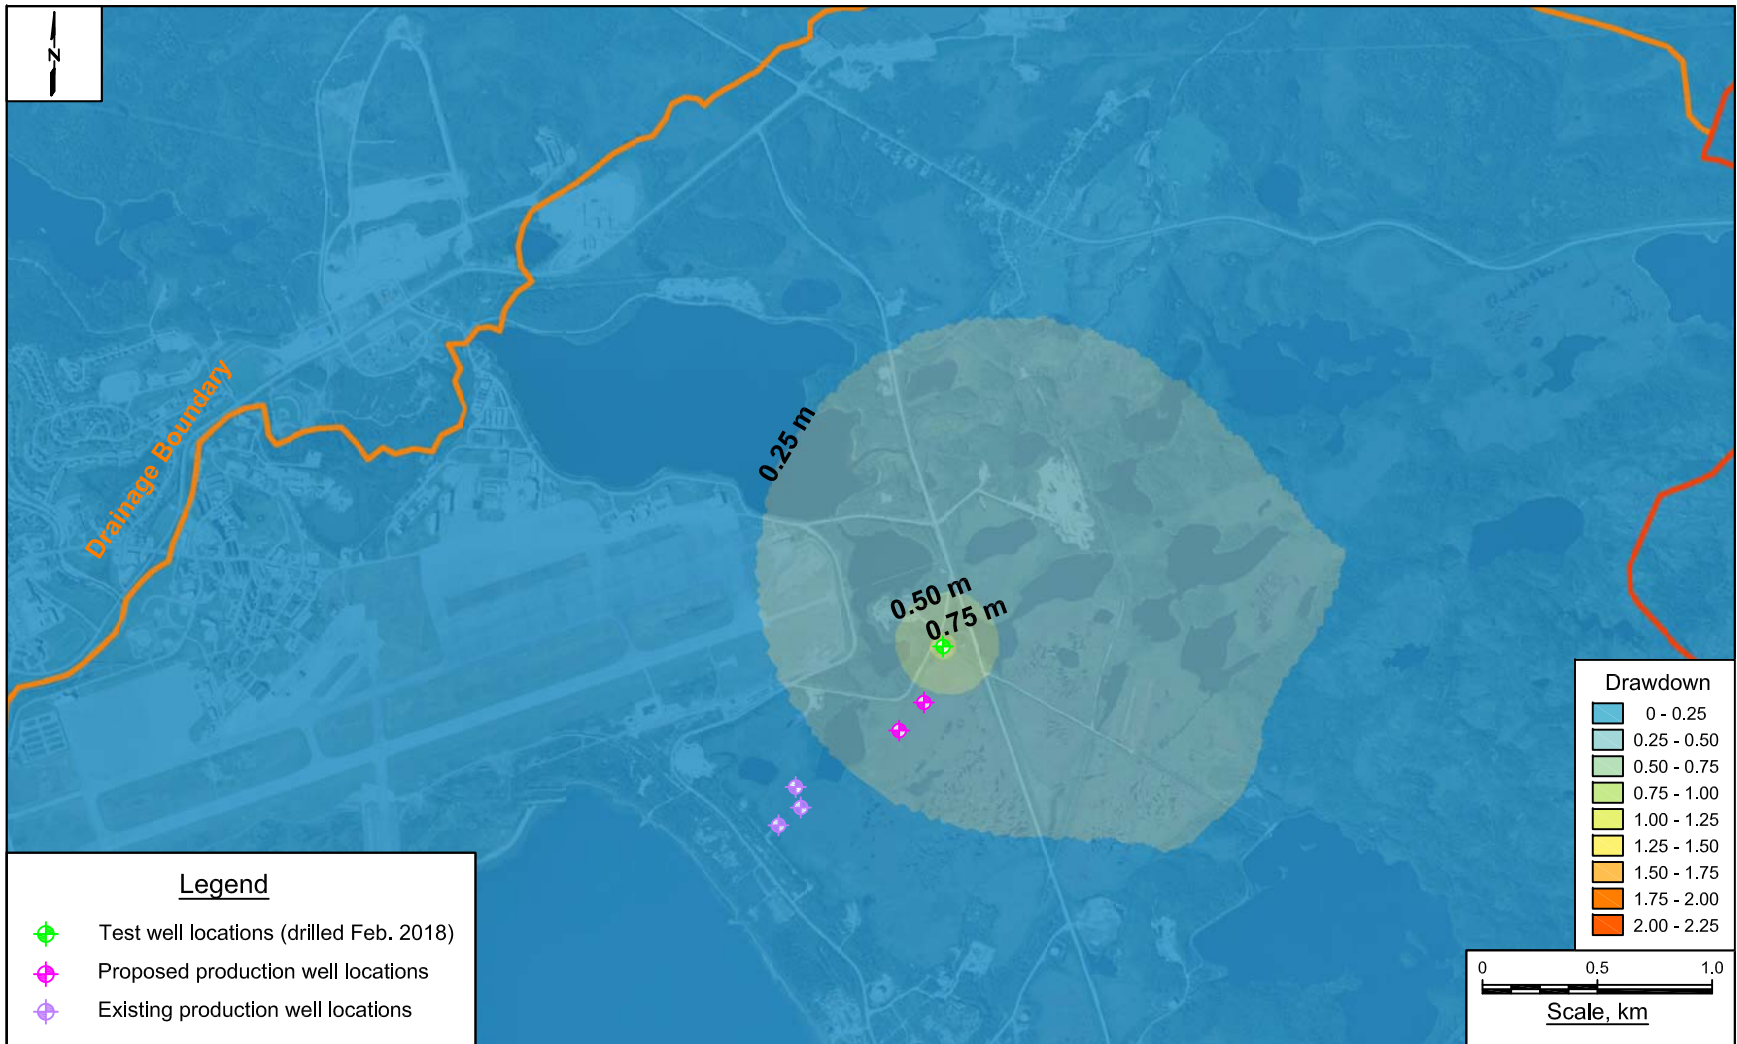 N
Drainage Boundary
0.25 m
0.50 m
0.75 m
Drawdown
0 - 0.25
0.25 - 0.50
0.50 - 0.75
0.75 - 1.00
1.00 - 1.25
1.25 - 1.50
1.50 - 1.75
1.75 - 2.00
2.00 - 2.25
Legend
Test well locations (drilled Feb. 2018)
Proposed production well locations
Existing production well locations
0 0.5 1.0
Scale, km